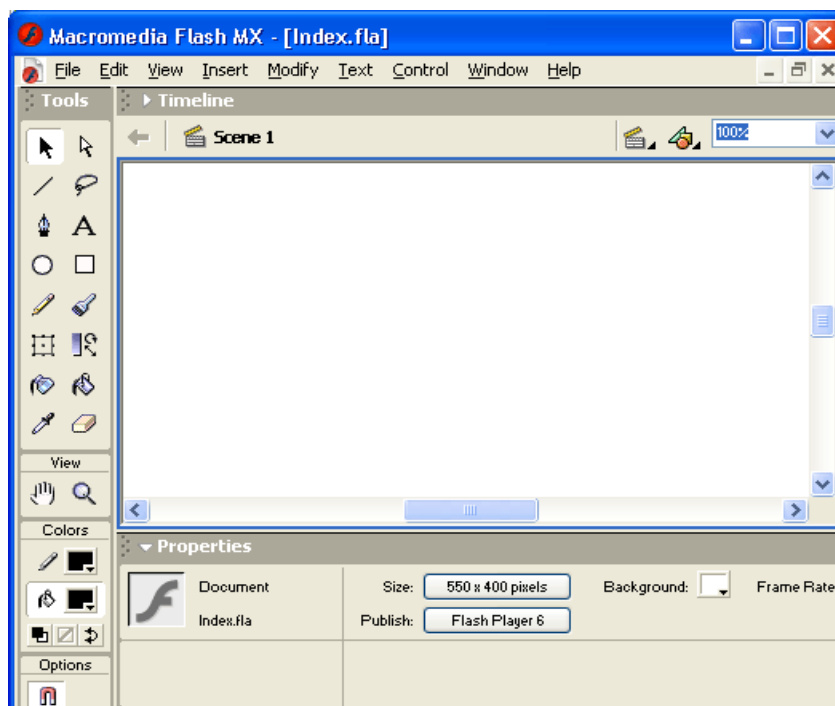 Macromedia Flash MX - [Index.fla]
File Edit View Insert Modify Text Control Window Help
Tools
Timeline
Scene 1
100%
A
View
Colors
Properties
Document Size: 550 x 400 pixels Background: Frame Rate
Index.fla Publish: Flash Player 6
Options